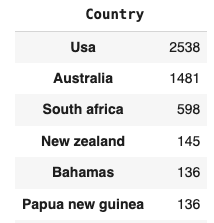 Country
Usa 2538
Australia 1481
South africa 598
New zealand 145
Bahamas 136
Papua new guinea 136